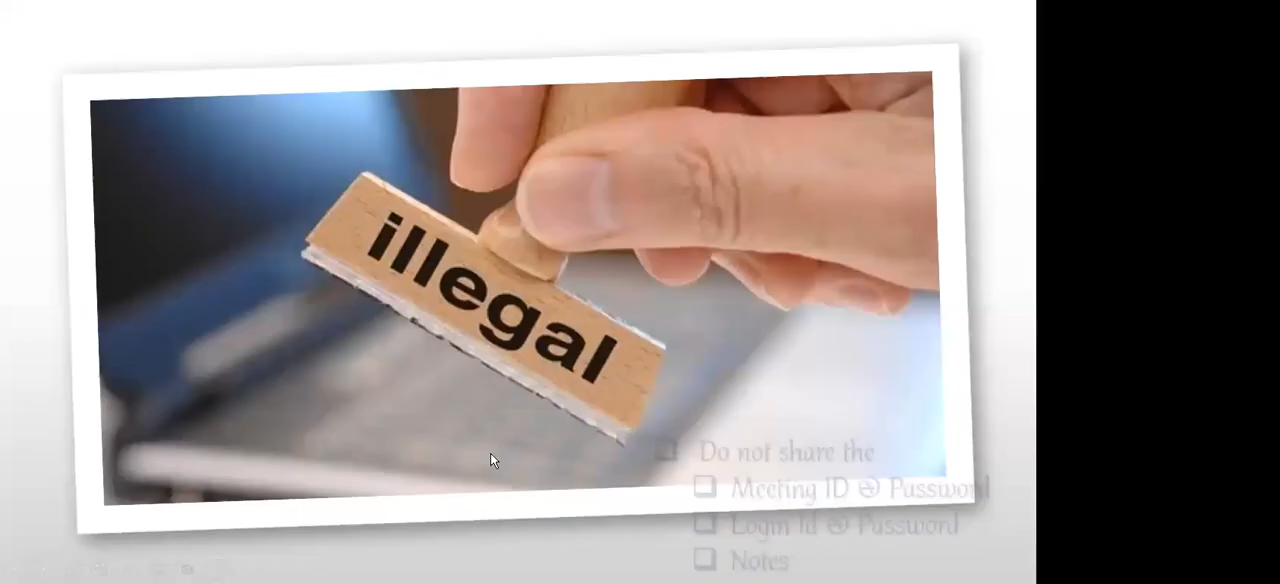 illegal
Do not share the
Meeting ID & Password
Login Id & Password
Notes